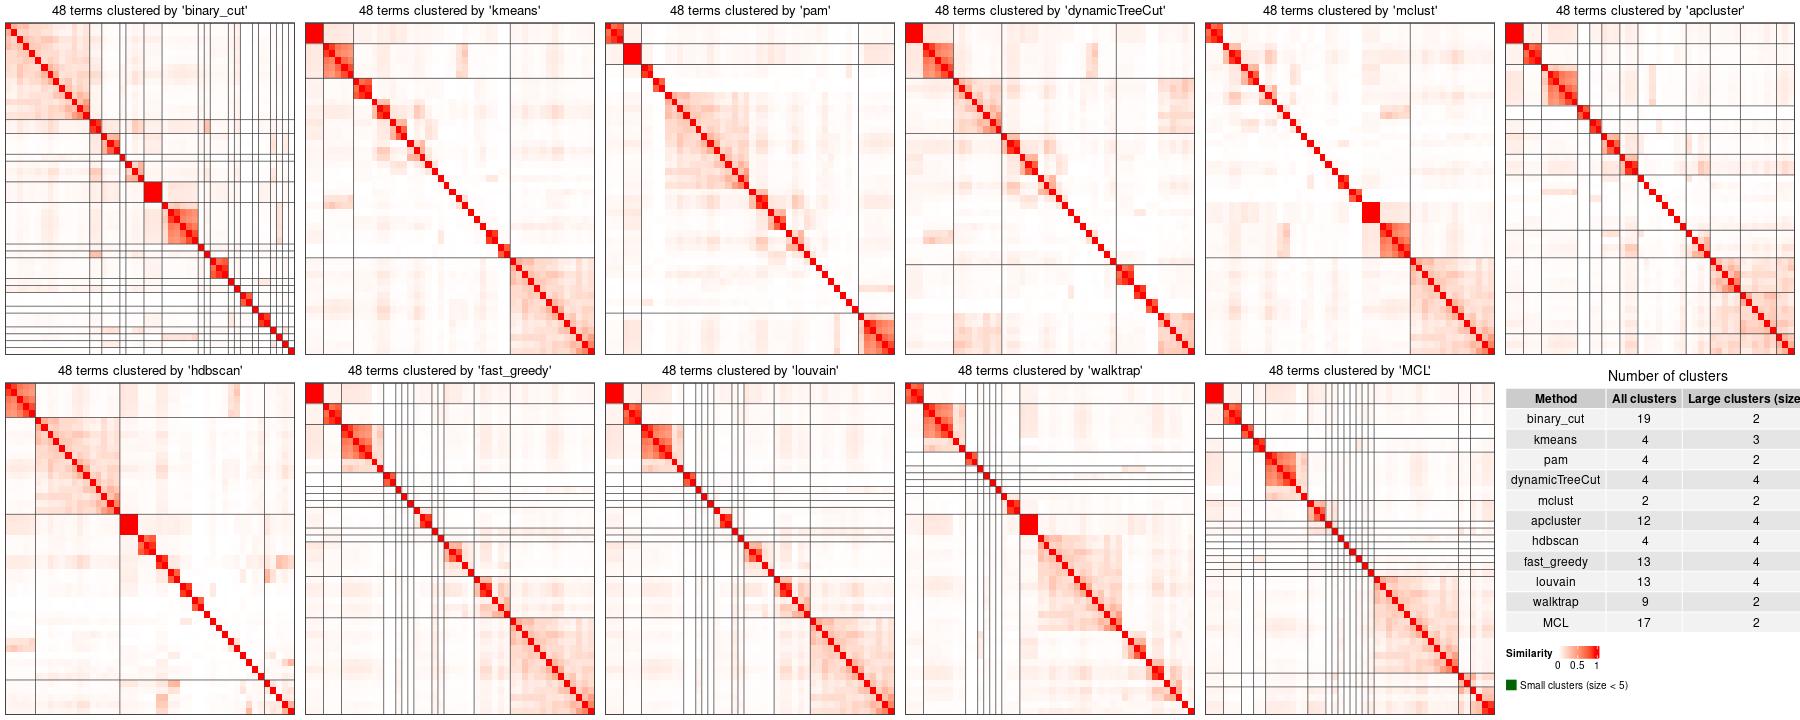 48 terms clustered by 'binary_cut'
48 terms clustered by 'kmeans'
48 terms clustered by 'pam'
48 terms clustered by 'dynamicTreeCut'
48 terms clustered by 'mclust'
48 terms clustered by 'apcluster'
48 terms clustered by 'hdbscan'
48 terms clustered by 'fast_greedy'
48 terms clustered by 'louvain'
48 terms clustered by 'walktrap'
48 terms clustered by 'MCL'
Number of clusters
Method All clusters Large clusters (size
binary_cut 19 2
kmeans 4 3
pam 4 2
dynamicTreeCut 4 4
mclust 2 2
apcluster 12 4
hdbscan 4 4
fast_greedy 13 4
louvain 13 4
walktrap 9 2
MCL 17 2
Similarity
0 0.5 1
Small clusters (size < 5)